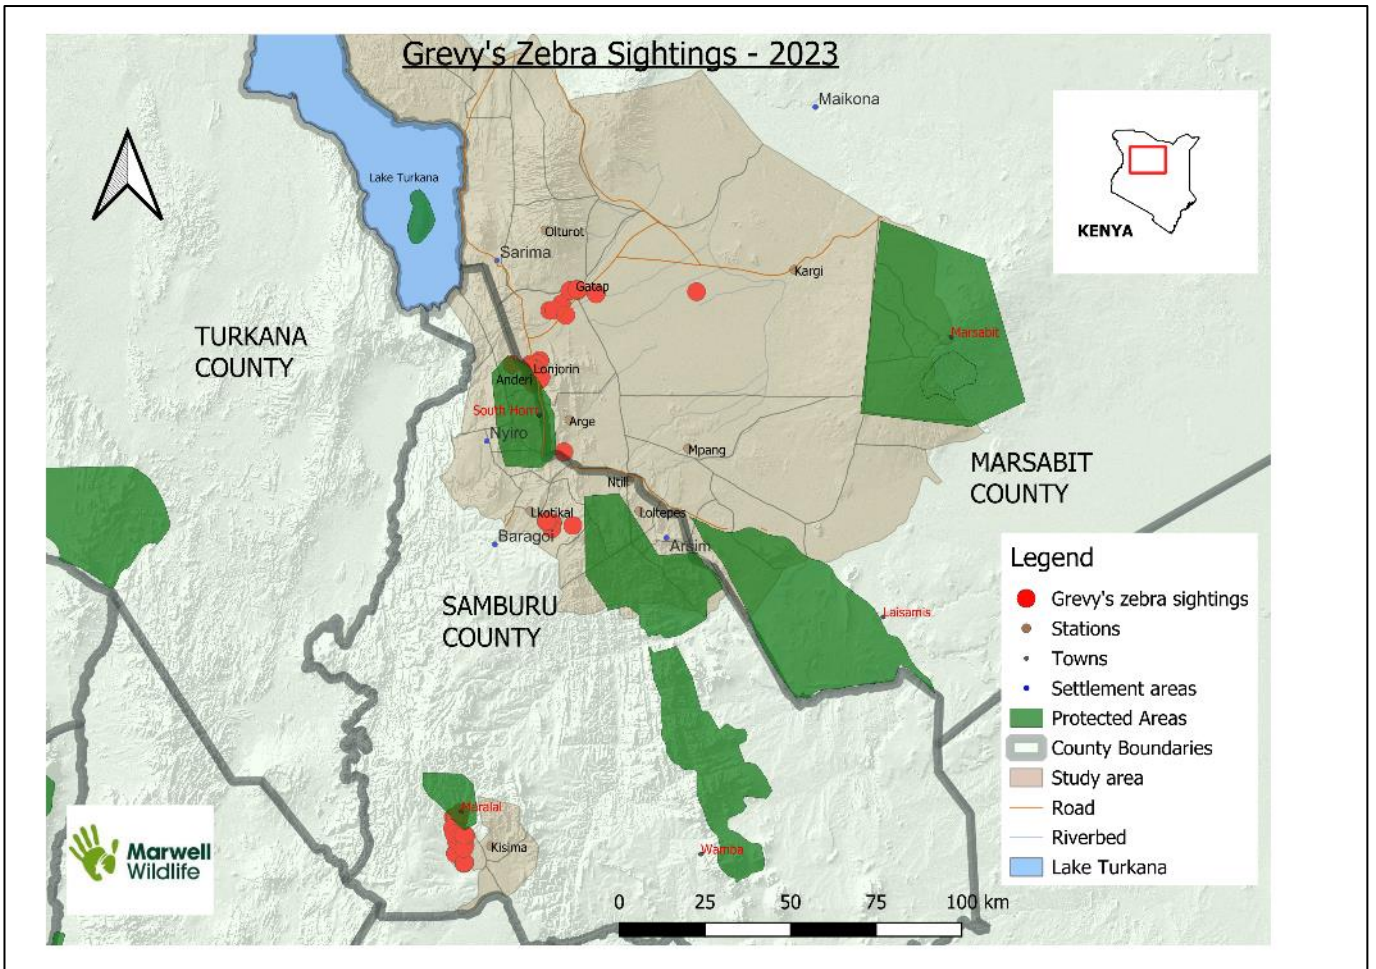 Grevy's Zebra Sightings - 2023
Maikona
KENYA
Lake Turkana
Olturot
Sarima
Kargi
Gatap
TURKANA
COUNTY
Marsabit
Lonjorin
Anderi
South Horr
Arge
Nyiro
Mpang
MARSABIT
COUNTY
Ntill
Lkotikal
Loltepes
Baragoi
Arsim
SAMBURU
COUNTY
Laisamis
Legend
Grevy's zebra sightings
Stations
Towns
Settlement areas
Protected Areas
County Boundaries
Study area
Road
Riverbed
Lake Turkana
Maralal
Kisima
Wamba
Marwell
Wildlife
0 25 50 75 100 km